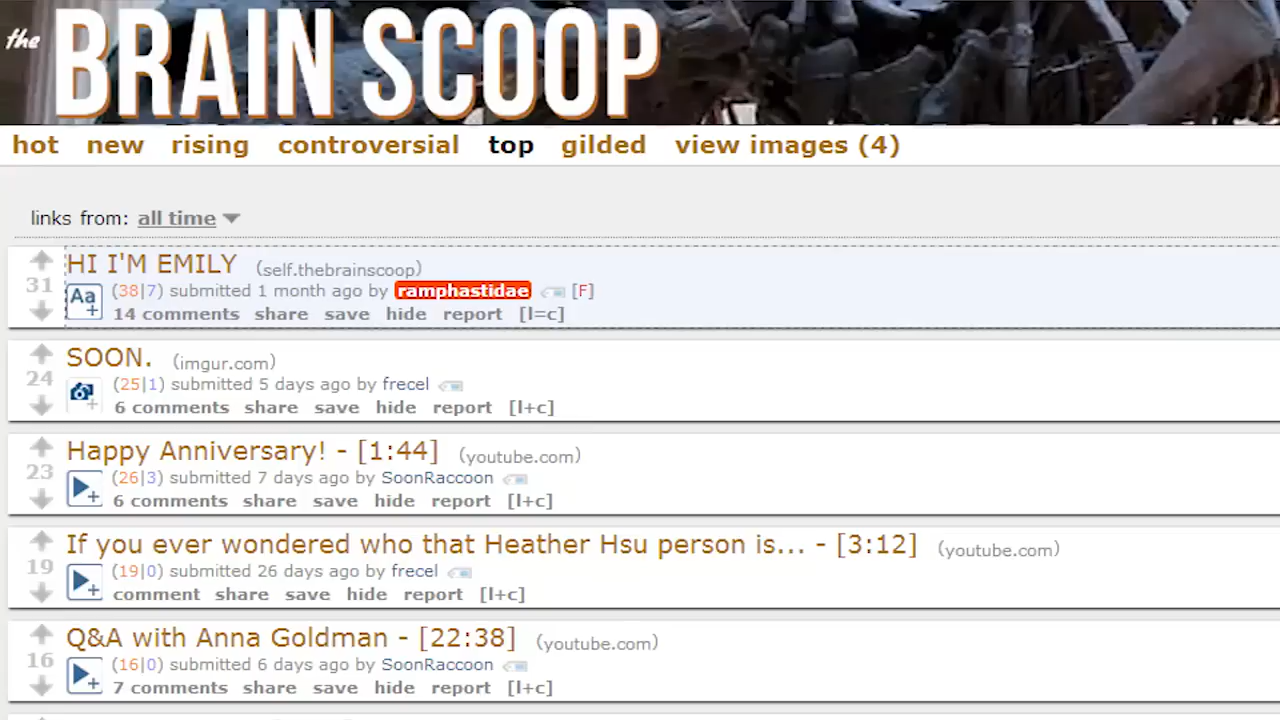 the BRAIN SCOOP
hot new rising controversial top gilded view images (4)
links from: all time
HI I'M EMILY (self.thebrainscoop)
31
Aa
(38|7) submitted 1 month ago by ramphastidae [F]
14 comments share save hide report [l=c]
SOON. (imgur.com)
24
(25|1) submitted 5 days ago by frecel
6 comments share save hide report [l+c]
Happy Anniversary! - [1:44] (youtube.com)
23
(26|3) submitted 7 days ago by SoonRaccoon
6 comments share save hide report [l+c]
If you ever wondered who that Heather Hsu person is... - [3:12] (youtube.com)
19
(19|0) submitted 26 days ago by frecel
comment share save hide report [l+c]
Q&A with Anna Goldman - [22:38] (youtube.com)
16
(16|0) submitted 6 days ago by SoonRaccoon
7 comments share save hide report [l+c]